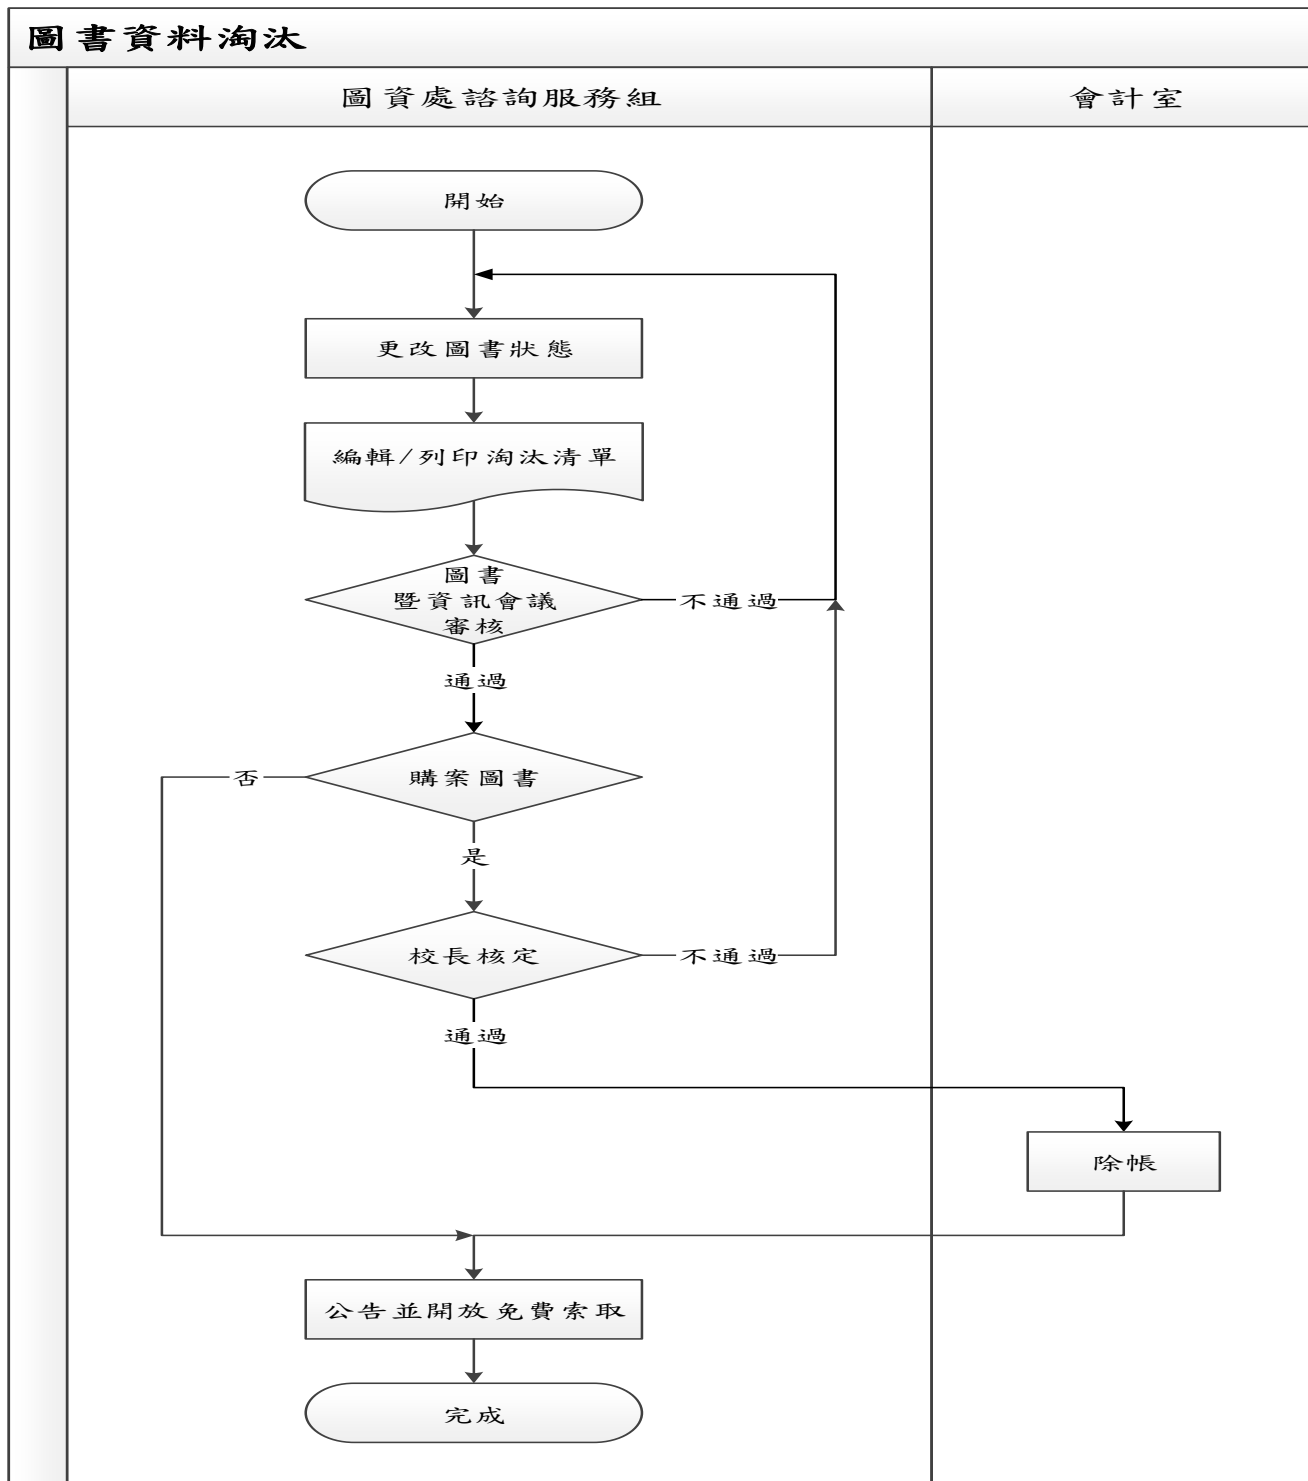 圖書資料淘汰
圖資處諮詢服務組
會計室
開始
更改圖書狀態
編輯/列印淘汰清單
圖書
暨資訊會議
審核
不通過
通過
購案圖書
否
是
校長核定
不通過
通過
除帳
公告並開放免費索取
完成